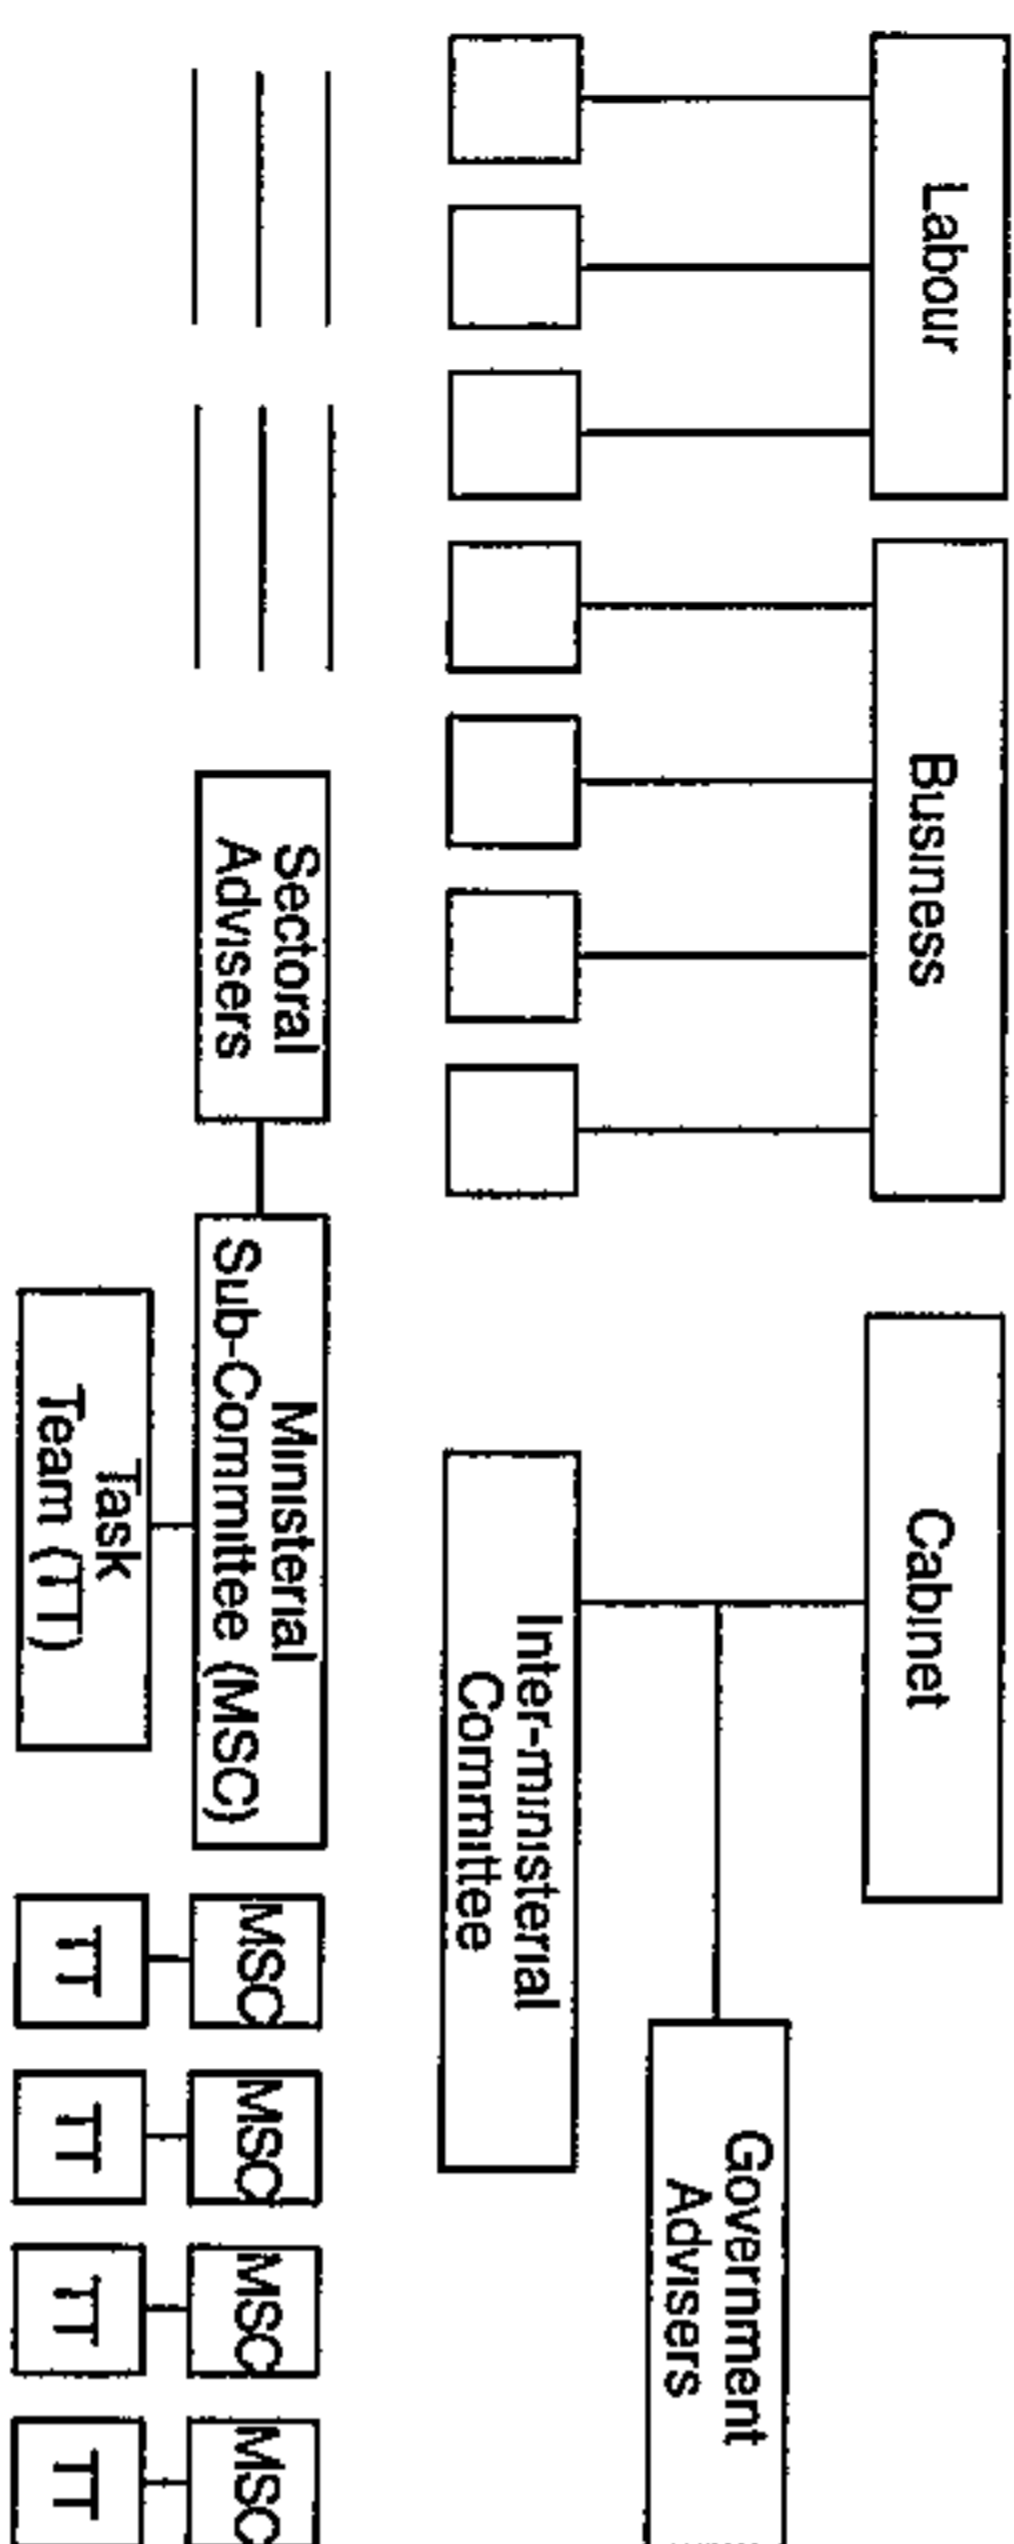 Labour
Business
Cabinet
Government
Advisers
Inter-ministerial
Committee
Sectoral
Advisers
Ministerial
Sub-Committee (MSC)
MSC
MSC
MSC
MSC
Task
Team (TT)
TT
TT
TT
TT